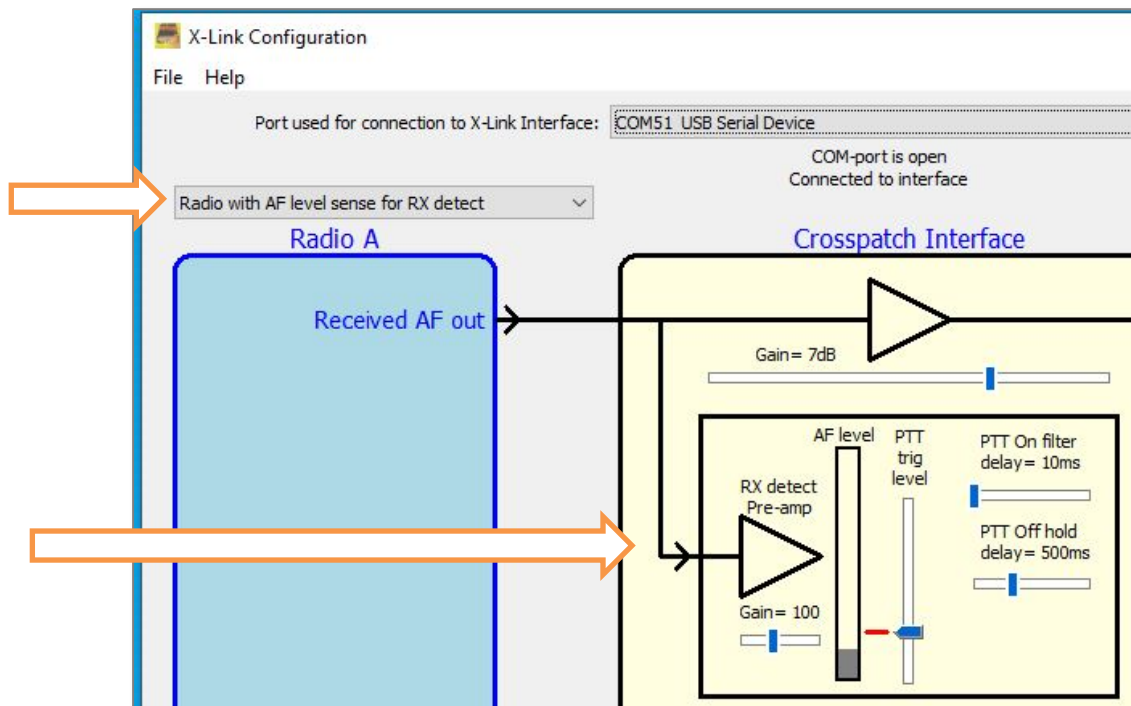 X-Link Configuration
File Help
Port used for connection to X-Link Interface: COM51 USB Serial Device
COM-port is open
Connected to interface
Radio with AF level sense for RX detect
Radio A
Crosspatch Interface
Received AF out
Gain= 7dB
AF level
PTT
trig
level
PTT On filter
delay= 10ms
RX detect
Pre-amp
PTT Off hold
delay= 500ms
Gain= 100